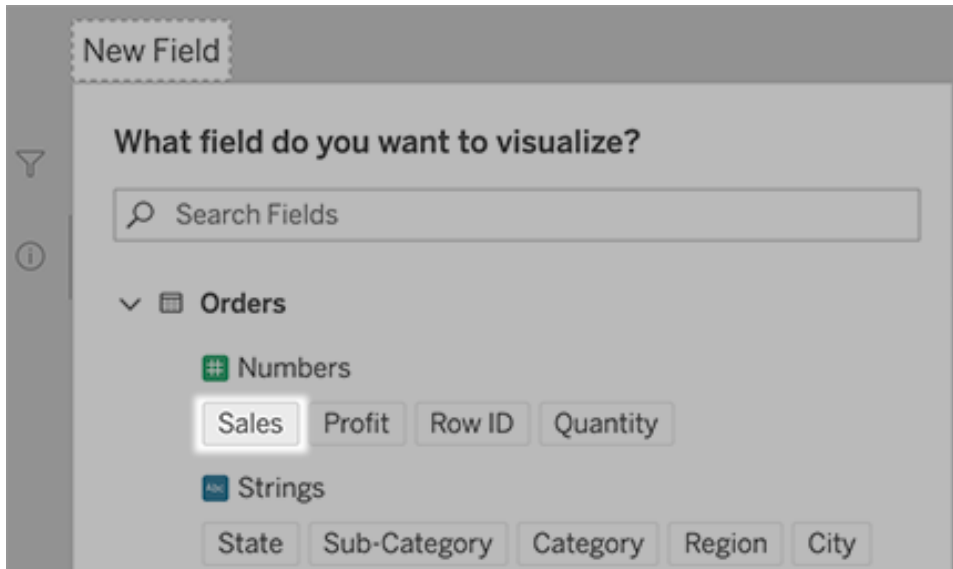 New Field
What field do you want to visualize?
Search Fields
Orders
# Numbers
Sales Profit Row ID Quantity
Abc Strings
State Sub-Category Category Region City